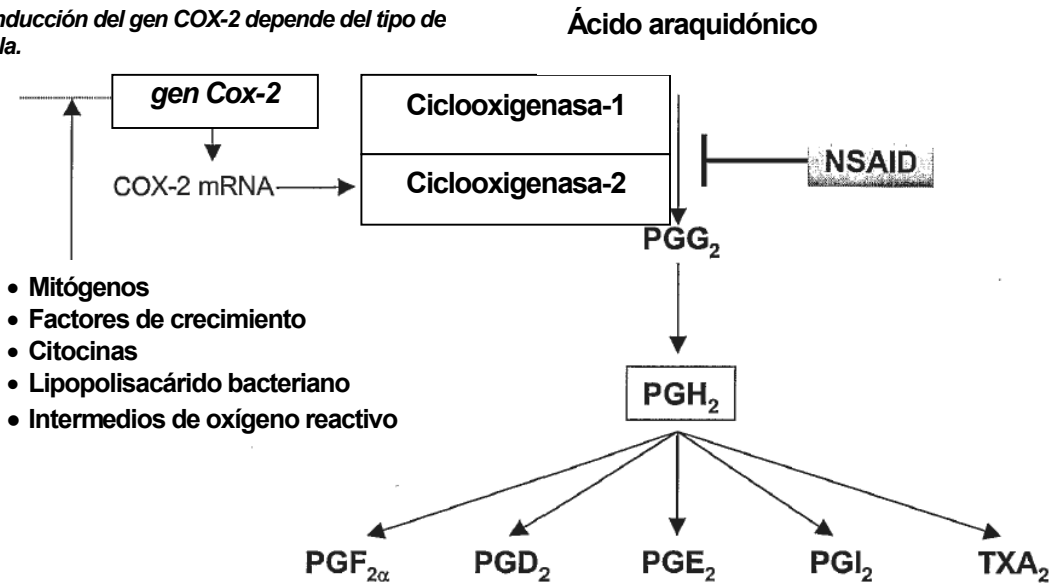 nducción del gen COX-2 depende del tipo de
la.
Ácido araquidónico
gen Cox-2
Ciclooxigenasa-1
COX-2 mRNA
Ciclooxigenasa-2
NSAID
PGG₂
• Mitógenos
• Factores de crecimiento
• Citocinas
• Lipopolisacárido bacteriano
• Intermedios de oxígeno reactivo
PGH₂
PGF₂α PGD₂ PGE₂ PGI₂ TXA₂